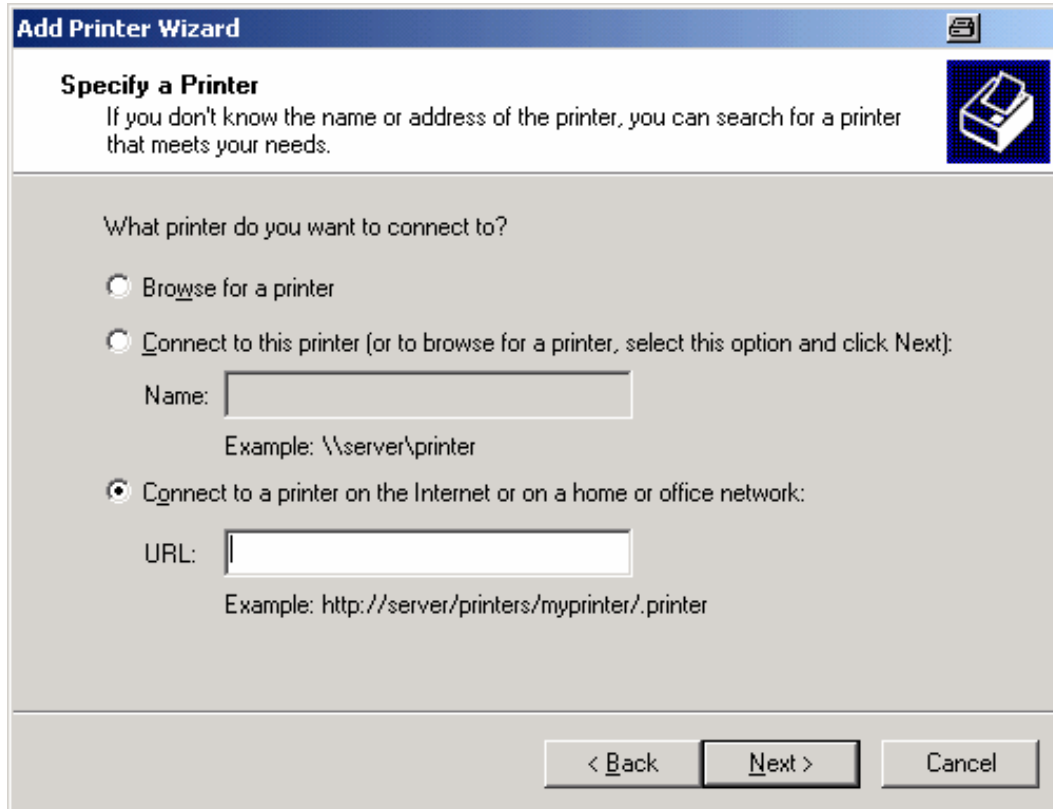 Add Printer Wizard
Specify a Printer
If you don't know the name or address of the printer, you can search for a printer
that meets your needs.
What printer do you want to connect to?
Browse for a printer
Connect to this printer (or to browse for a printer, select this option and click Next):
Name:
Example: \\server\printer
Connect to a printer on the Internet or on a home or office network:
URL:
Example: http://server/printers/myprinter/.printer
< Back
Next >
Cancel